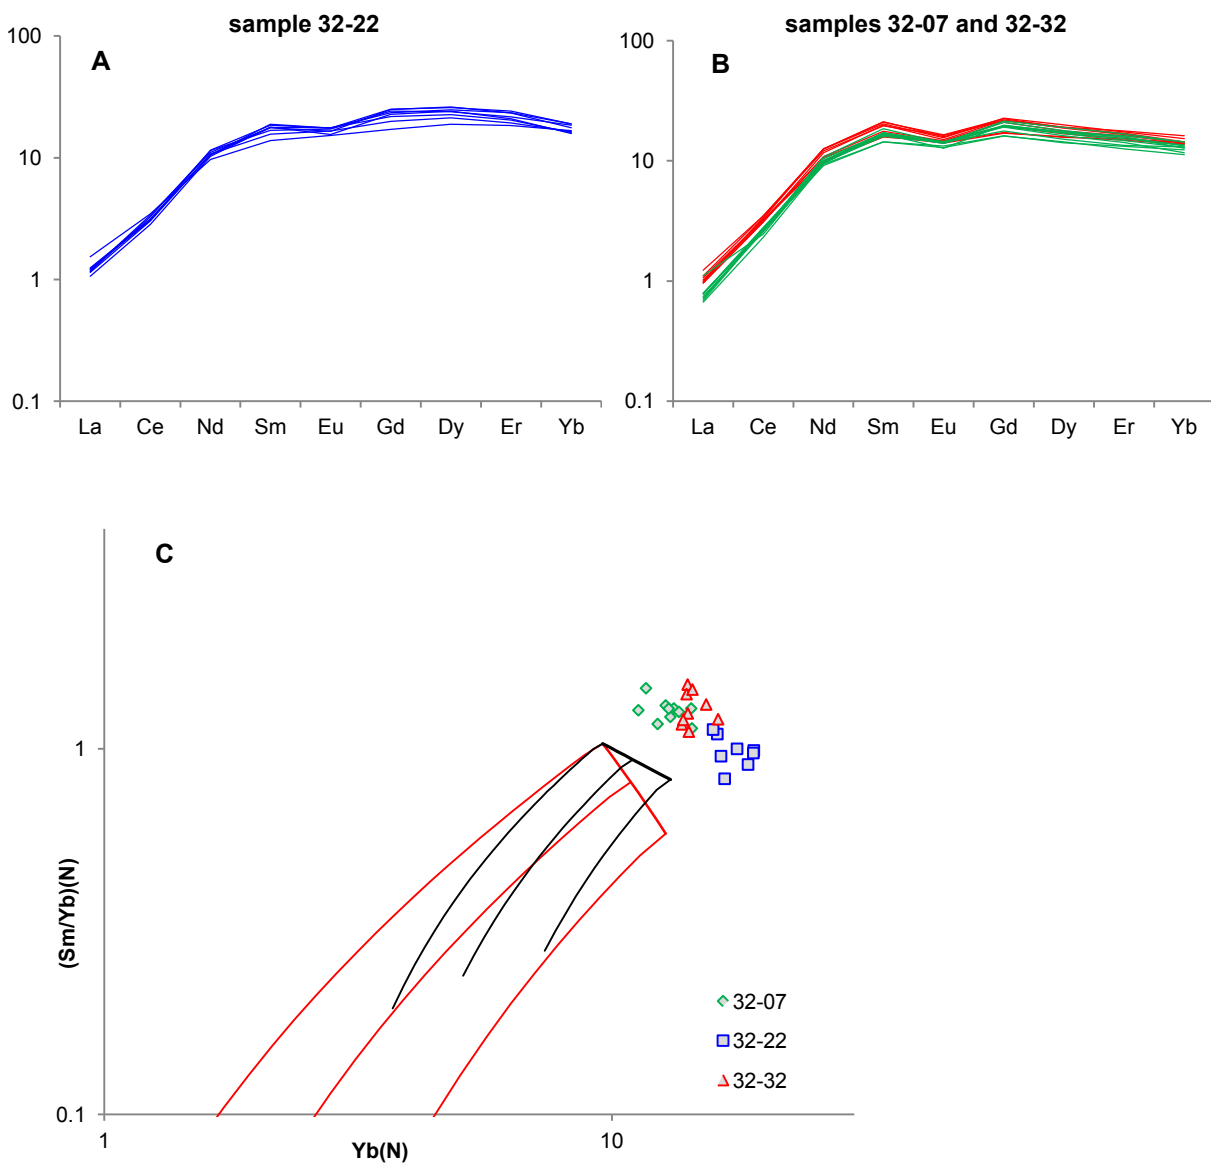 sample 32-22
samples 32-07 and 32-32
A
B
100
10
1
0.1
La Ce Nd Sm Eu Gd Dy Er Yb
100
10
1
0.1
La Ce Nd Sm Eu Gd Dy Er Yb
C
(Sm/Yb)(N)
1
0.1
32-07
32-22
32-32
1
10
Yb(N)